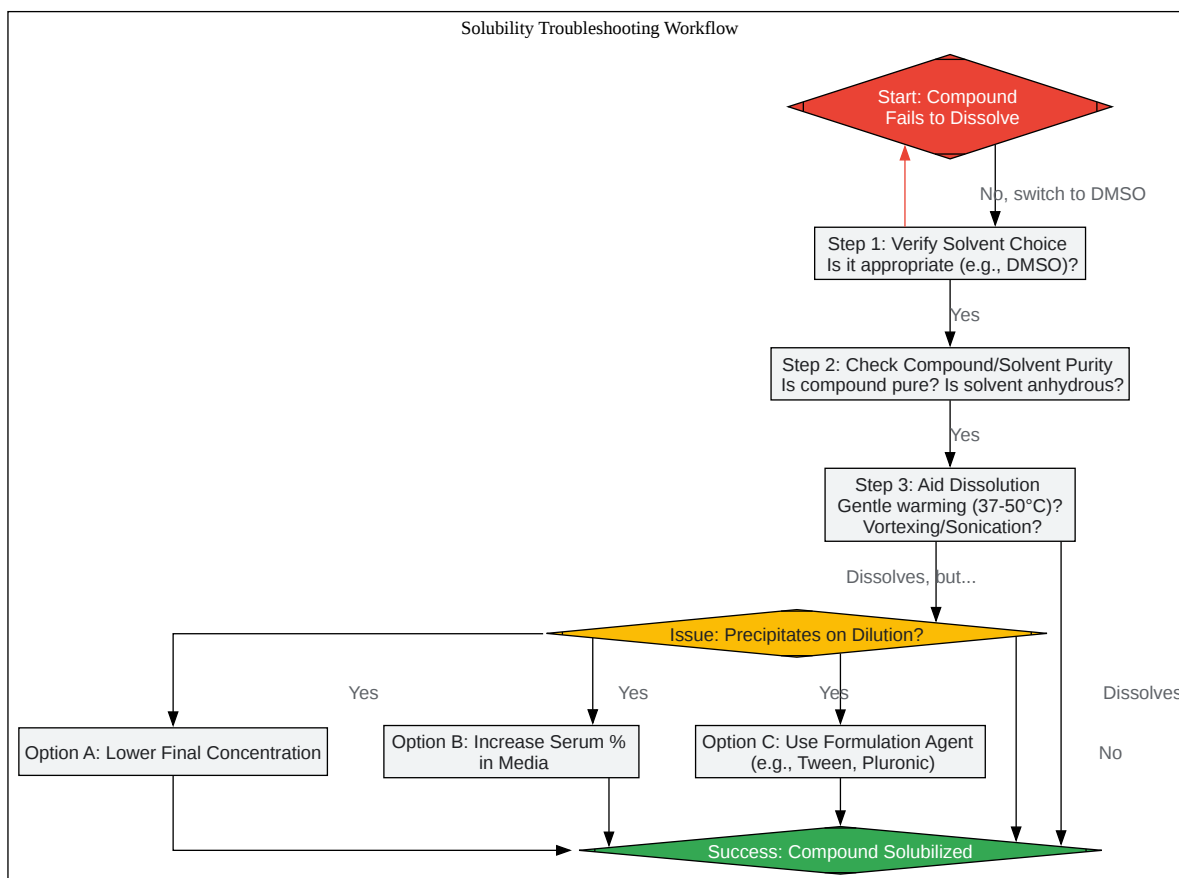 Solubility Troubleshooting Workflow
Start: Compound
Fails to Dissolve
No, switch to DMSO
Step 1: Verify Solvent Choice
Is it appropriate (e.g., DMSO)?
Yes
Step 2: Check Compound/Solvent Purity
Is compound pure? Is solvent anhydrous?
Yes
Step 3: Aid Dissolution
Gentle warming (37-50°C)?
Vortexing/Sonication?
Dissolves, but...
Issue: Precipitates on Dilution?
Yes
Yes
Yes
Dissolves
Option A: Lower Final Concentration
Option B: Increase Serum %
in Media
Option C: Use Formulation Agent
(e.g., Tween, Pluronic)
No
Success: Compound Solubilized